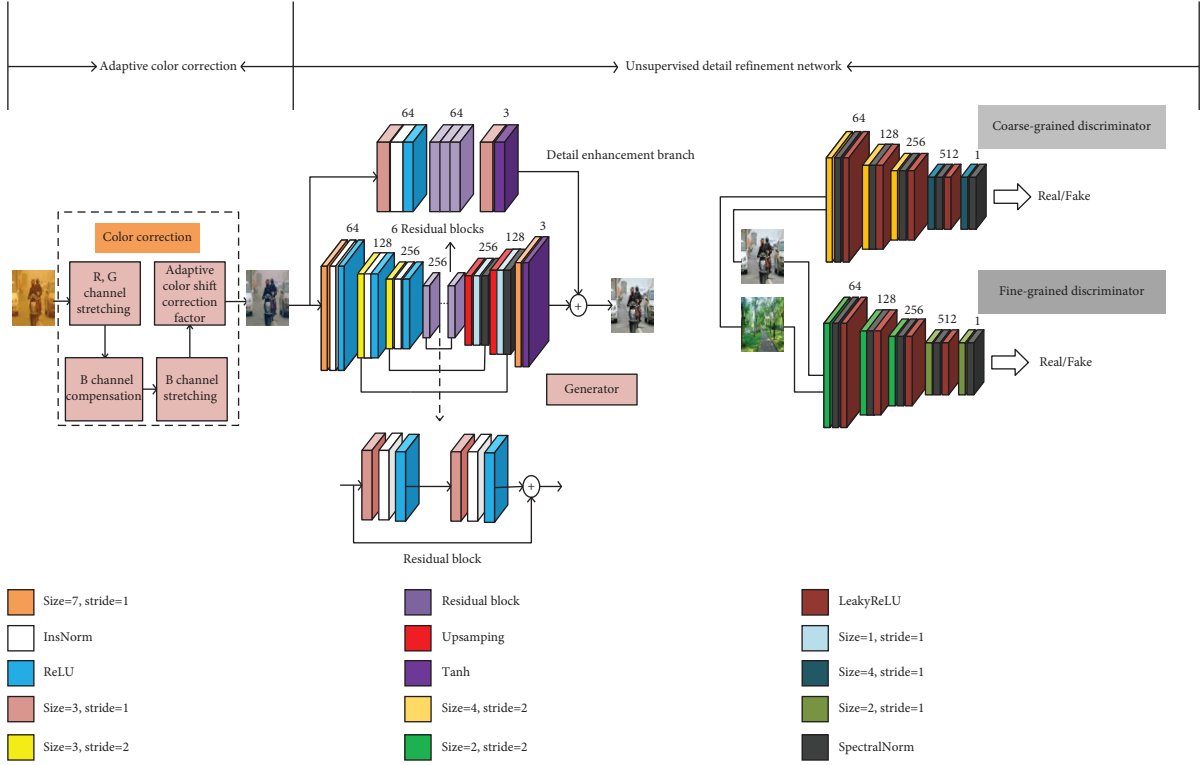 Adaptive color correction
Unsupervised detail refinement network
64
64
3
Detail enhancement branch
6 Residual blocks
64
128
256
256
256
128
3
Color correction
R, G
channel
stretching
Adaptive
color shift
correction
factor
B channel
compensation
B channel
stretching
+
Generator
+
Residual block
64
128
256
512
1
Coarse-grained discriminator
Real/Fake
Fine-grained discriminator
64
128
256
512
1
Real/Fake
Size=7, stride=1
InsNorm
ReLU
Size=3, stride=1
Size=3, stride=2
Residual block
Upsamping
Tanh
Size=4, stride=2
Size=2, stride=2
LeakyReLU
Size=1, stride=1
Size=4, stride=1
Size=2, stride=1
SpectralNorm